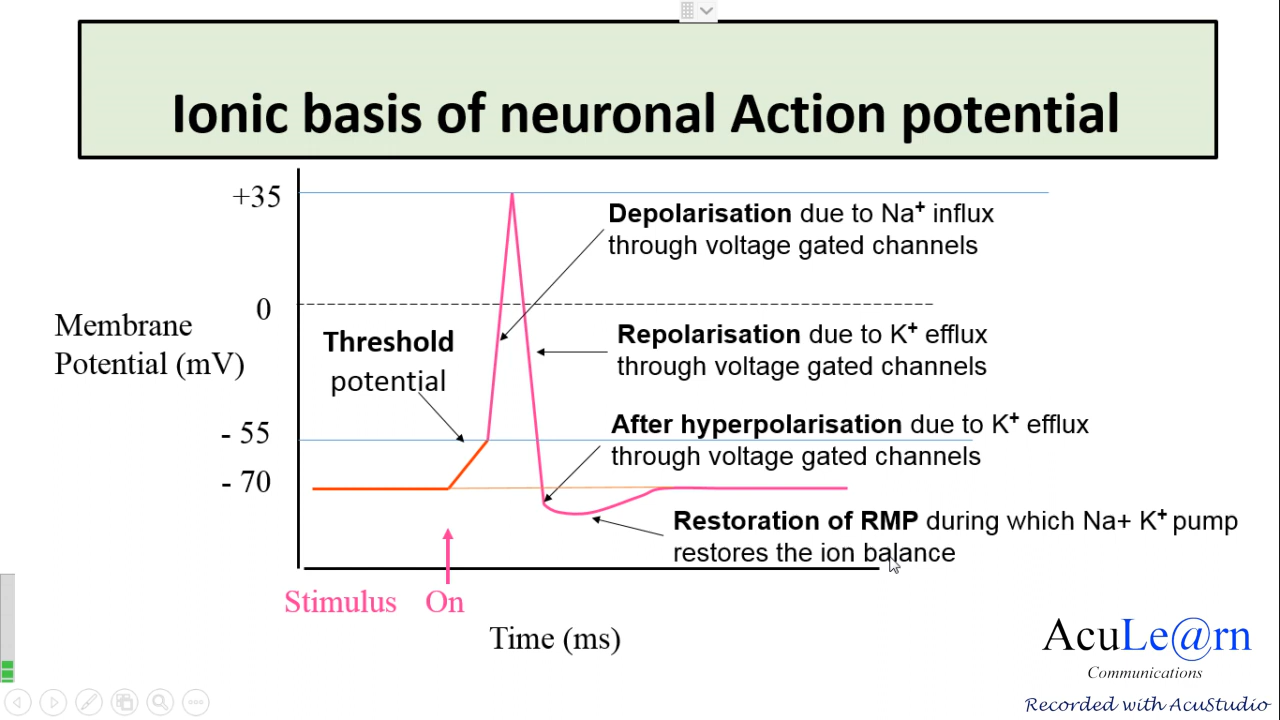 Ionic basis of neuronal Action potential
+35
Depolarisation due to Na+ influx
through voltage gated channels
0
Membrane
Potential (mV)
Threshold
potential
Repolarisation due to K+ efflux
through voltage gated channels
- 55
After hyperpolarisation due to K+ efflux
through voltage gated channels
- 70
Restoration of RMP during which Na+ K+ pump
restores the ion balance
Stimulus On
Time (ms)
AcuLe@rn
Communications
Recorded with AcuStudio